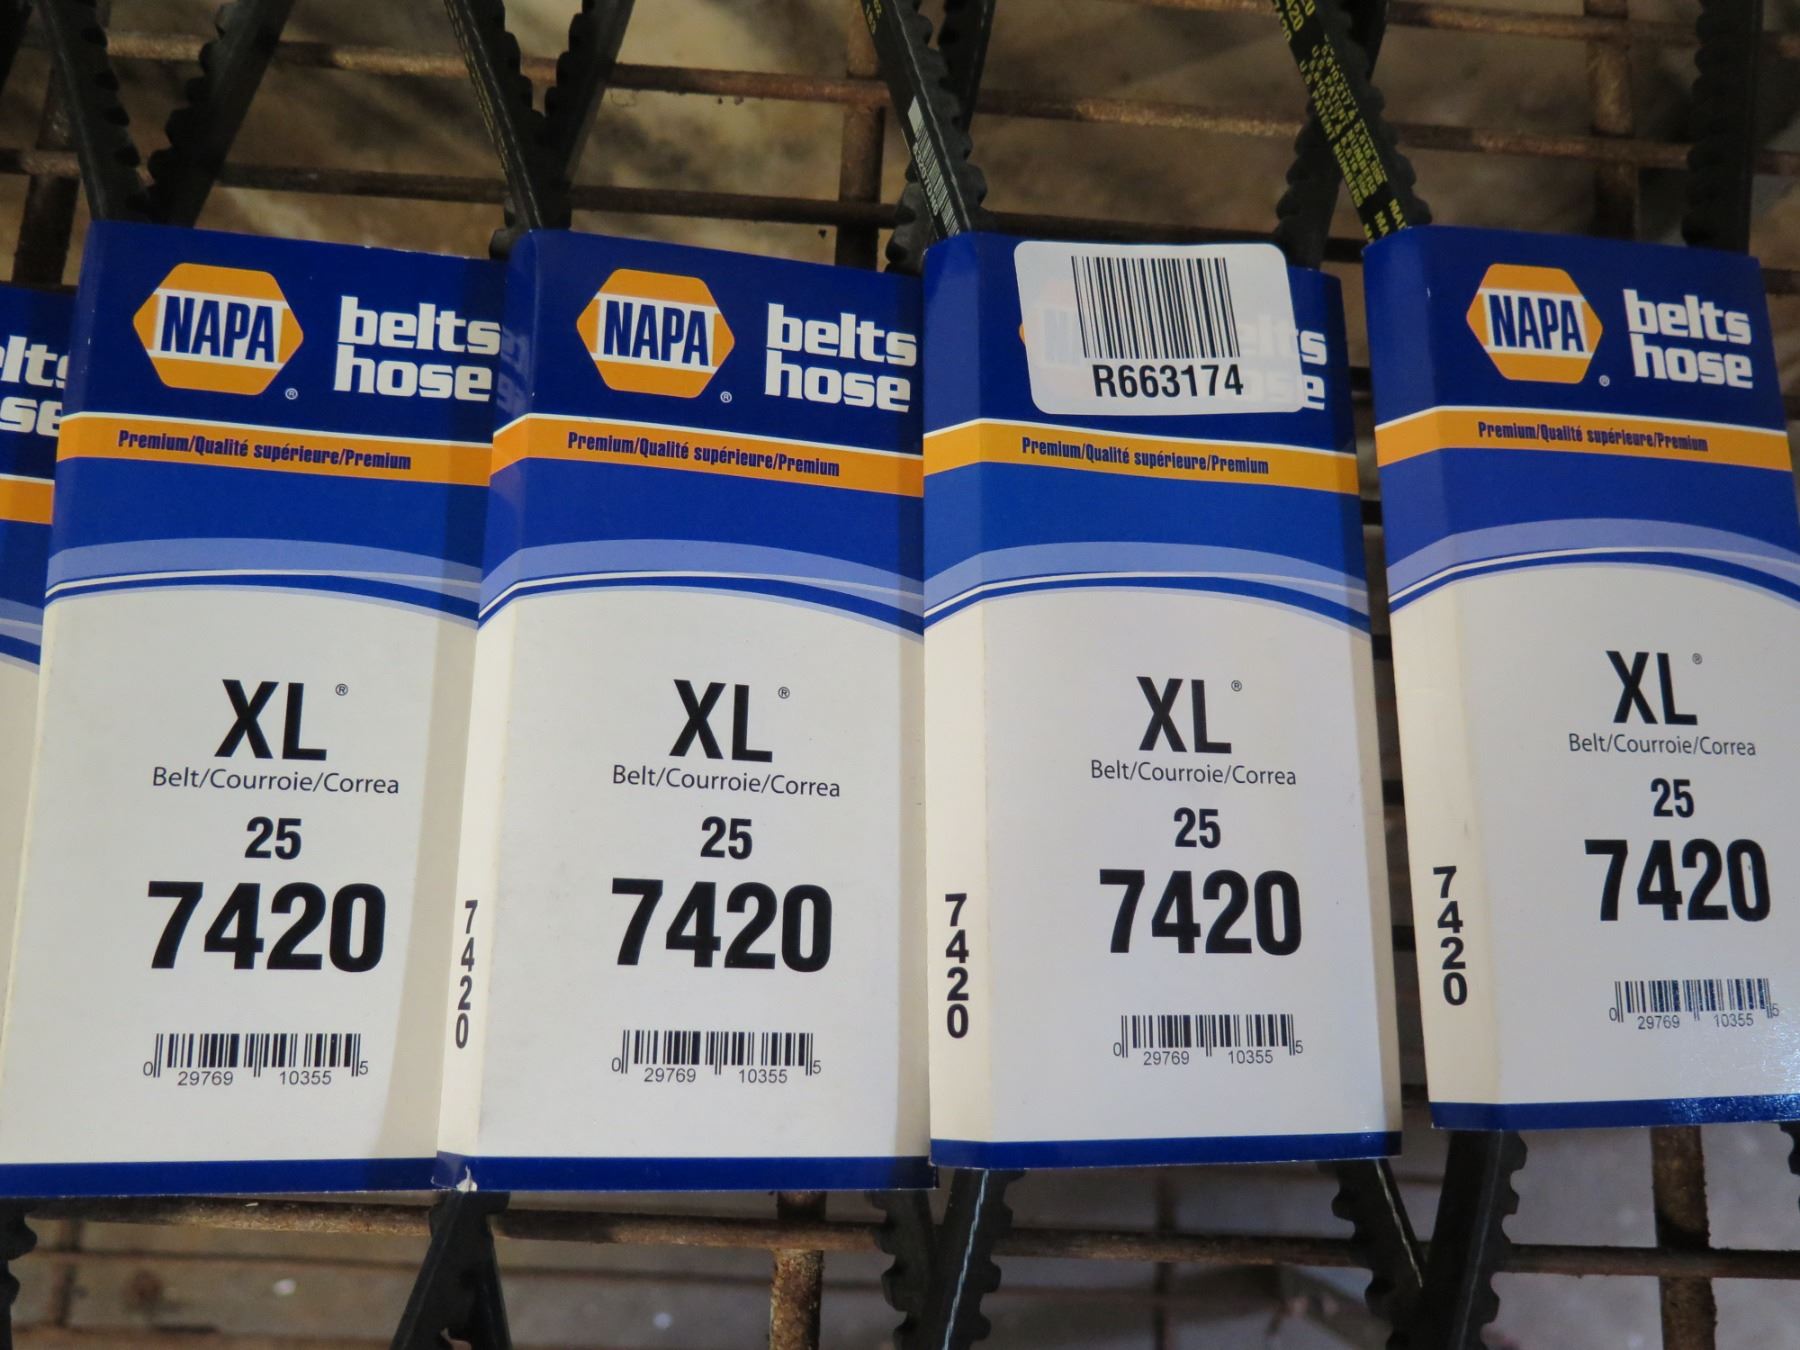 NAPA
belts
hose
Premium/Qualité supérieure/Premium
XL®
Belt/Courroie/Correa
25
7420
0 29769 10355 5
NAPA
belts
hose
Premium/Qualité supérieure/Premium
XL®
Belt/Courroie/Correa
25
7420
7420
0 29769 10355 5
R663174
Premium/Qualité supérieure/Premium
XL®
Belt/Courroie/Correa
25
7420
7420
0 29769 10355 5
NAPA
belts
hose
Premium/Qualité supérieure/Premium
XL®
Belt/Courroie/Correa
25
7420
7420
0 29769 10355 5